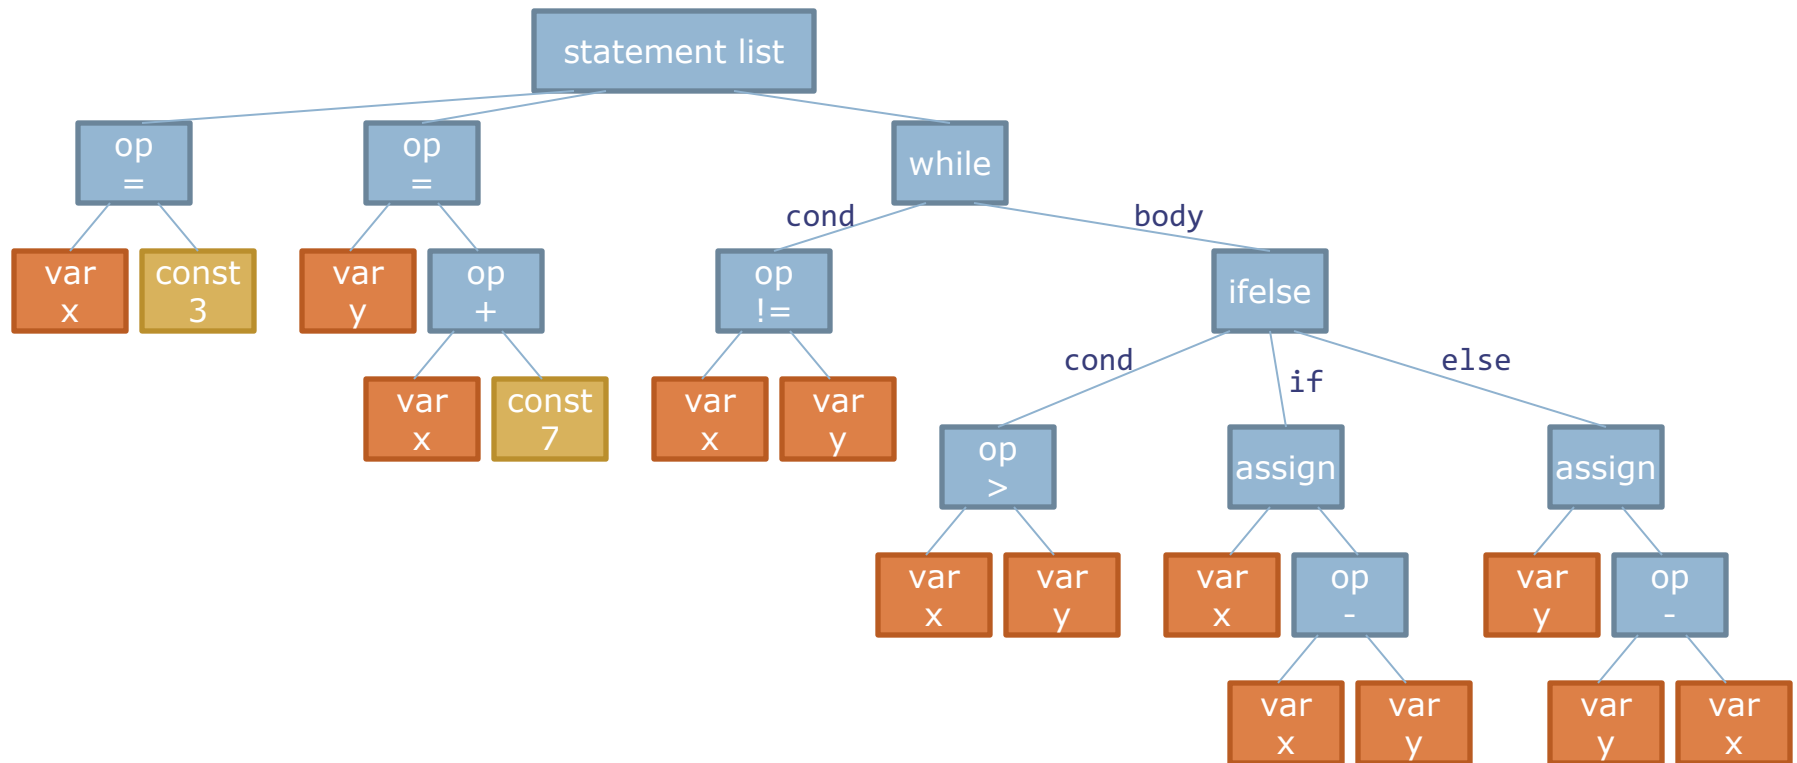 statement list
op
=
op
=
while
cond
body
var
x
const
3
var
y
op
+
op
!=
ifelse
cond
if
else
var
x
const
7
var
x
var
y
op
>
assign
assign
var
x
var
y
var
x
op
-
var
y
op
-
var
x
var
y
var
y
var
x